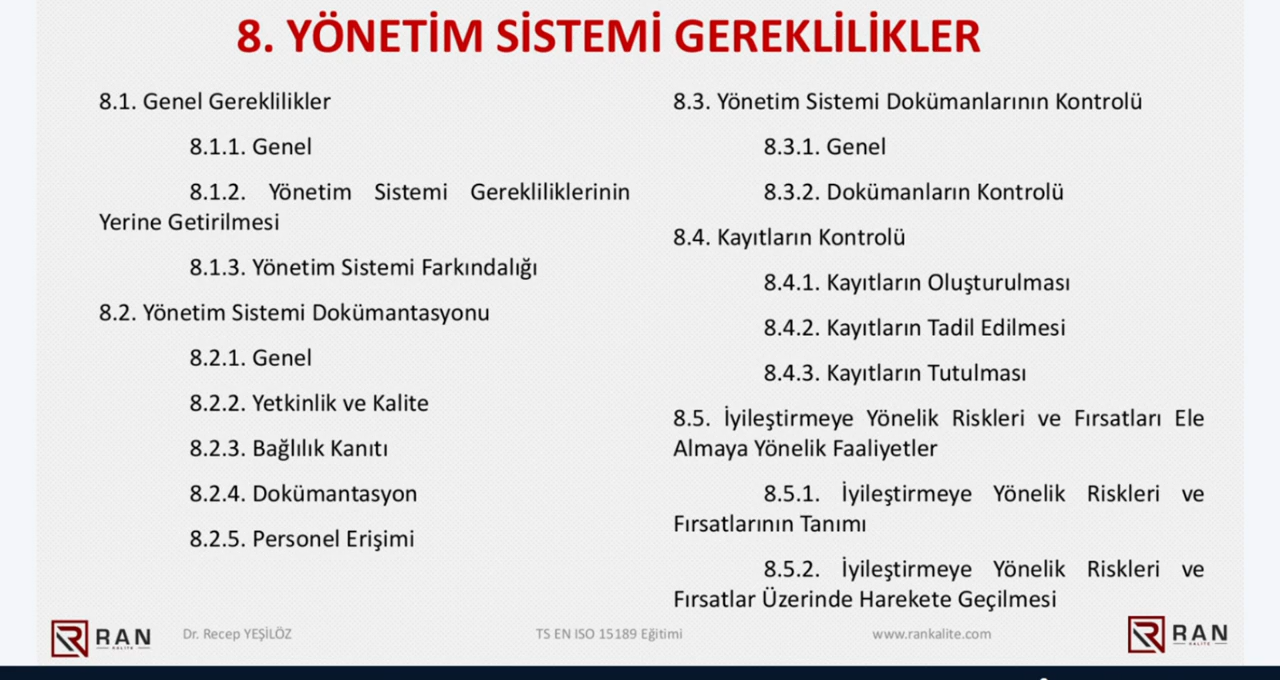 8. YÖNETİM SİSTEMİ GEREKLİLİKLER
8.1. Genel Gereklilikler
8.1.1. Genel
8.1.2. Yönetim Sistemi Gerekliliklerinin
Yerine Getirilmesi
8.1.3. Yönetim Sistemi Farkındalığı
8.2. Yönetim Sistemi Dokümantasyonu
8.2.1. Genel
8.2.2. Yetkinlik ve Kalite
8.2.3. Bağlılık Kanıtı
8.2.4. Dokümantasyon
8.2.5. Personel Erişimi
8.3. Yönetim Sistemi Dokümanlarının Kontrolü
8.3.1. Genel
8.3.2. Dokümanların Kontrolü
8.4. Kayıtların Kontrolü
8.4.1. Kayıtların Oluşturulması
8.4.2. Kayıtların Tadil Edilmesi
8.4.3. Kayıtların Tutulması
8.5. İyileştirmeye Yönelik Riskleri ve Fırsatları Ele
Almaya Yönelik Faaliyetler
8.5.1. İyileştirmeye Yönelik Riskleri ve
Fırsatlarının Tanımı
8.5.2. İyileştirmeye Yönelik Riskleri ve
Fırsatlar Üzerinde Harekete Geçilmesi
RAN
KALİTE
Dr. Recep YEŞİLÖZ
TS EN ISO 15189 Eğitimi
www.rankalite.com
RAN
KALİTE